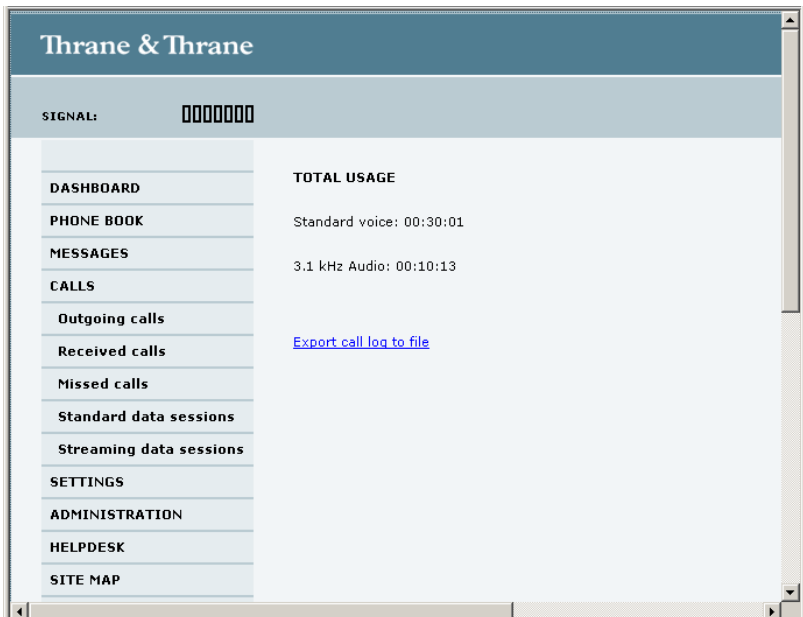 Thrane & Thrane
SIGNAL:
DASHBOARD
PHONE BOOK
MESSAGES
CALLS
Outgoing calls
Received calls
Missed calls
Standard data sessions
Streaming data sessions
SETTINGS
ADMINISTRATION
HELPDESK
SITE MAP
TOTAL USAGE
Standard voice: 00:30:01
3.1 kHz Audio: 00:10:13
Export call log to file